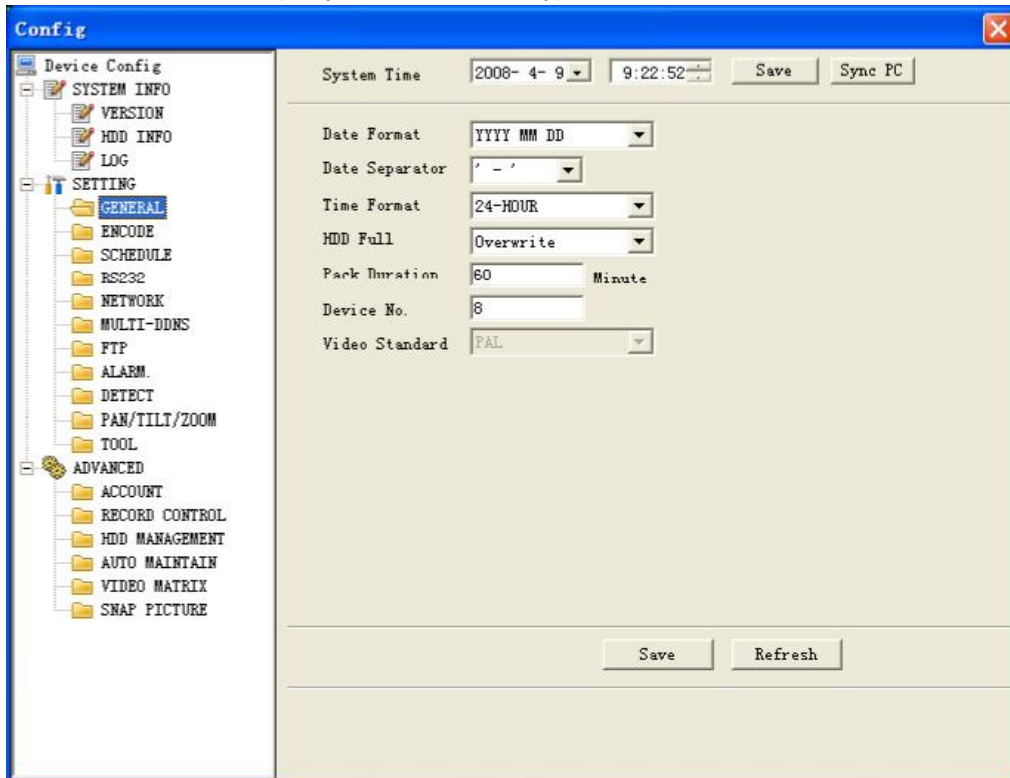 Config
Device Config
SYSTEM INFO
VERSION
HDD INFO
LOG
SETTING
GENERAL
ENCODE
SCHEDULE
RS232
NETWORK
MULTI-DDNS
FTP
ALARM.
DETECT
PAN/TILT/ZOOM
TOOL
ADVANCED
ACCOUNT
RECORD CONTROL
HDD MANAGEMENT
AUTO MAINTAIN
VIDEO MATRIX
SNAP PICTURE
System Time 2008- 4- 9 9:22:52 Save Sync PC
Date Format YYYY MM DD
Date Separator ' - '
Time Format 24-HOUR
HDD Full Overwrite
Pack Duration 60 Minute
Device No. 8
Video Standard PAL
Save Refresh